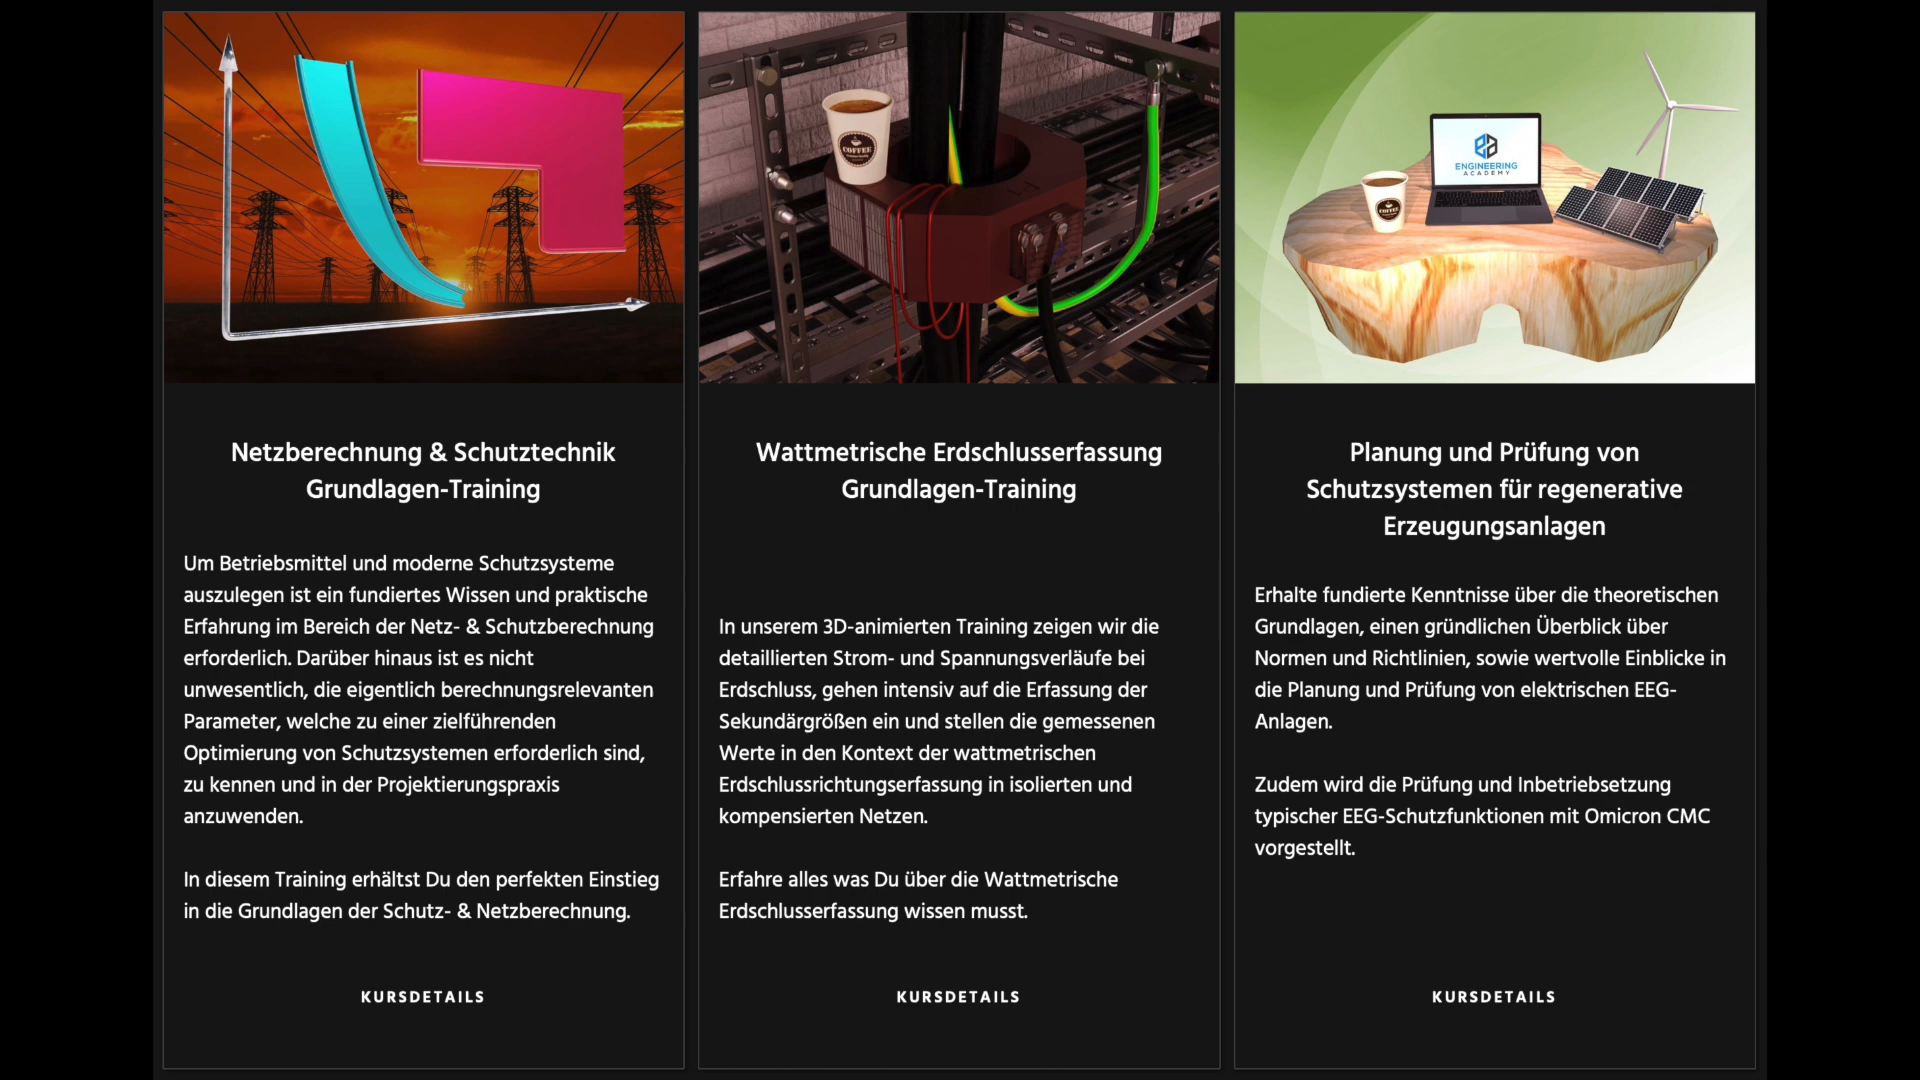 COFFEE
ENGINEERING
ACADEMY
COFFEE
Netzberechnung & Schutztechnik
Grundlagen-Training
Um Betriebsmittel und moderne Schutzsysteme
auszulegen ist ein fundiertes Wissen und praktische
Erfahrung im Bereich der Netz- & Schutzberechnung
erforderlich. Darüber hinaus ist es nicht
unwesentlich, die eigentlich berechnungsrelevanten
Parameter, welche zu einer zielführenden
Optimierung von Schutzsystemen erforderlich sind,
zu kennen und in der Projektierungspraxis
anzuwenden.
In diesem Training erhältst Du den perfekten Einstieg
in die Grundlagen der Schutz- & Netzberechnung.
KURSDETAILS
Wattmetrische Erdschlusserfassung
Grundlagen-Training
In unserem 3D-animierten Training zeigen wir die
detaillierten Strom- und Spannungsverläufe bei
Erdschluss, gehen intensiv auf die Erfassung der
Sekundärgrößen ein und stellen die gemessenen
Werte in den Kontext der wattmetrischen
Erdschlussrichtungserfassung in isolierten und
kompensierten Netzen.
Erfahre alles was Du über die Wattmetrische
Erdschlusserfassung wissen musst.
KURSDETAILS
Planung und Prüfung von
Schutzsystemen für regenerative
Erzeugungsanlagen
Erhalte fundierte Kenntnisse über die theoretischen
Grundlagen, einen gründlichen Überblick über
Normen und Richtlinien, sowie wertvolle Einblicke in
die Planung und Prüfung von elektrischen EEG-
Anlagen.
Zudem wird die Prüfung und Inbetriebsetzung
typischer EEG-Schutzfunktionen mit Omicron CMC
vorgestellt.
KURSDETAILS